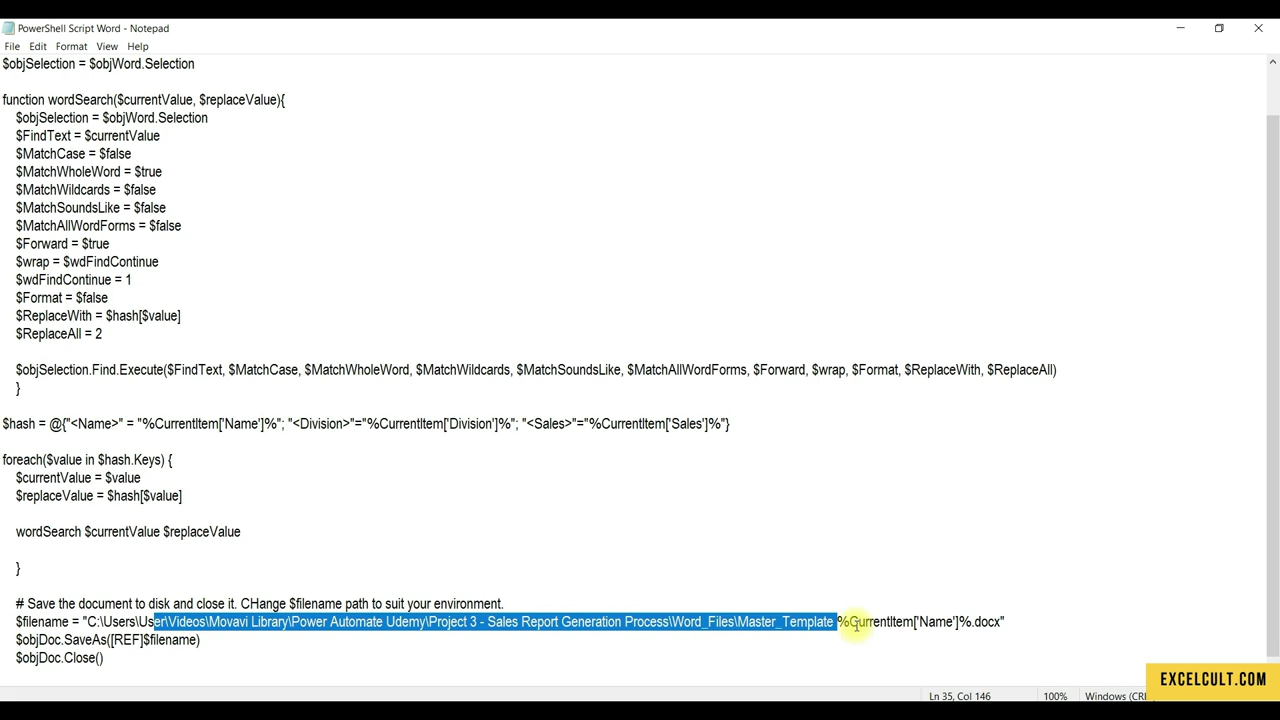 PowerShell Script Word - Notepad
File Edit Format View Help
$objSelection = $objWord.Selection
function wordSearch($currentValue, $replaceValue){
$objSelection = $objWord.Selection
$FindText = $currentValue
$MatchCase = $false
$MatchWholeWord = $true
$MatchWildcards = $false
$MatchSoundsLike = $false
$MatchAllWordForms = $false
$Forward = $true
$wrap = $wdFindContinue
$wdFindContinue = 1
$Format = $false
$ReplaceWith = $hash[$value]
$ReplaceAll = 2
$objSelection.Find.Execute($FindText, $MatchCase, $MatchWholeWord, $MatchWildcards, $MatchSoundsLike, $MatchAllWordForms, $Forward, $wrap, $Format, $ReplaceWith, $ReplaceAll)
}
$hash = @{"<Name>" = "%CurrentItem['Name']%"; "<Division>"="%CurrentItem['Division']%"; "<Sales>"="%CurrentItem['Sales']%"}
foreach($value in $hash.Keys) {
$currentValue = $value
$replaceValue = $hash[$value]
wordSearch $currentValue $replaceValue
}
# Save the document to disk and close it. CHange $filename path to suit your environment.
$filename = "C:\Users\User\Videos\Movavi Library\Power Automate Udemy\Project 3 - Sales Report Generation Process\Word_Files\Master_Template %CurrentItem['Name']%.docx"
$objDoc.SaveAs([REF]$filename)
$objDoc.Close()
Ln 35, Col 146 100% Windows (CR
EXCELCULT.COM